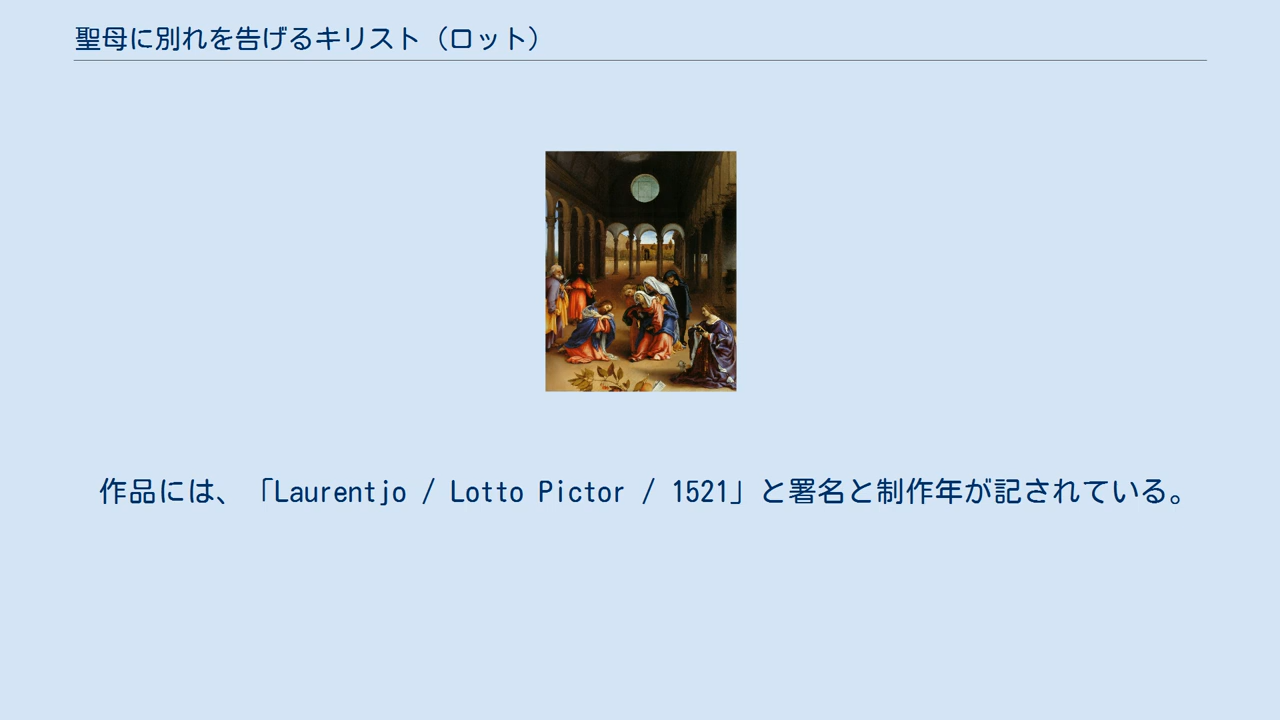 聖母に別れを告げるキリスト（ロット）
作品には、「Laurentjo / Lotto Pictor / 1521」と署名と制作年が記されている。